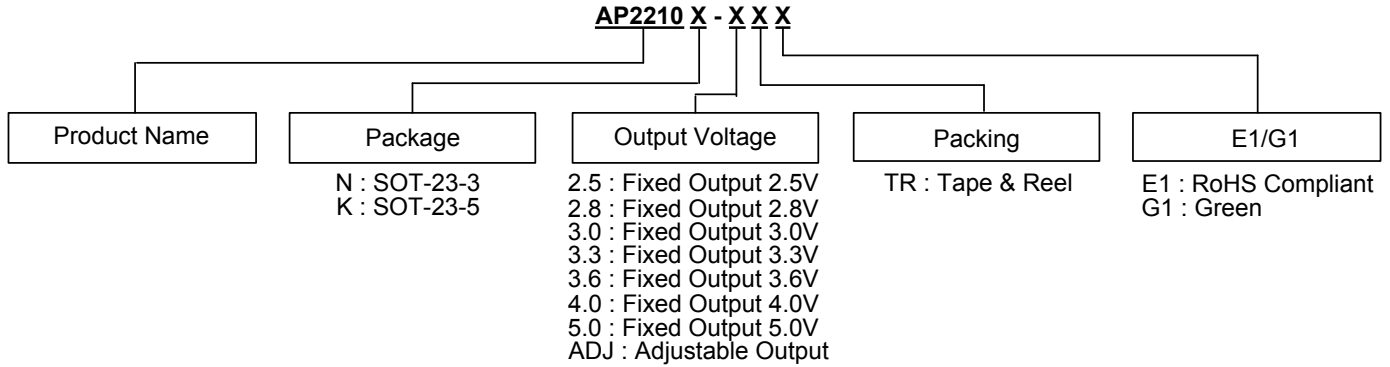 AP2210 X - X X X
Product Name
Package
Output Voltage
Packing
E1/G1
N : SOT-23-3
K : SOT-23-5
2.5 : Fixed Output 2.5V
2.8 : Fixed Output 2.8V
3.0 : Fixed Output 3.0V
3.3 : Fixed Output 3.3V
3.6 : Fixed Output 3.6V
4.0 : Fixed Output 4.0V
5.0 : Fixed Output 5.0V
ADJ : Adjustable Output
TR : Tape & Reel
E1 : RoHS Compliant
G1 : Green